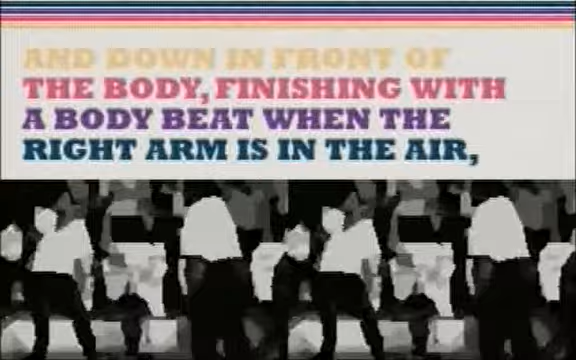 AND DOWN IN FRONT OF
THE BODY, FINISHING WITH
A BODY BEAT WHEN THE
RIGHT ARM IS IN THE AIR,